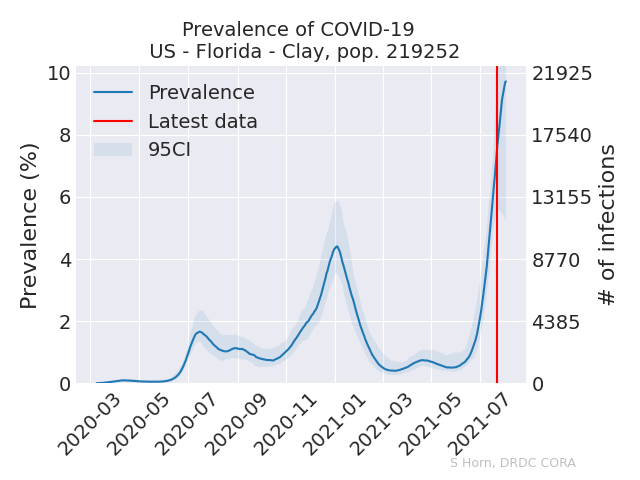 Prevalence of COVID-19
US - Florida - Clay, pop. 219252
Prevalence (%)
10
8
6
4
2
0
Prevalence
Latest data
95CI
21925
17540
13155
8770
4385
0
# of infections
2020-03
2020-05
2020-07
2020-09
2020-11
2021-01
2021-03
2021-05
2021-07
S Horn, DRDC CORA